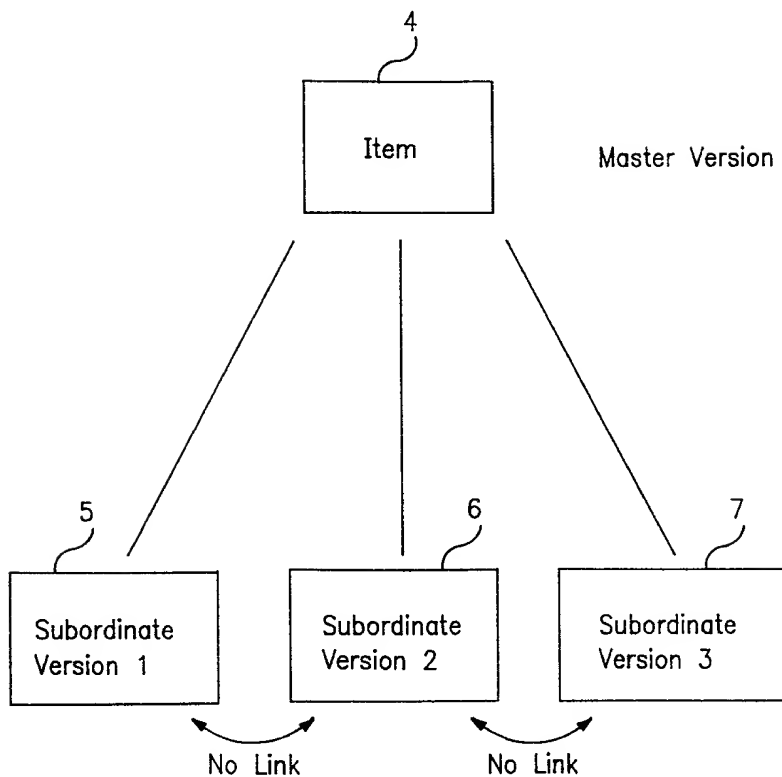 4
Item
Master Version
5
6
7
Subordinate
Version 1
Subordinate
Version 2
Subordinate
Version 3
No Link
No Link